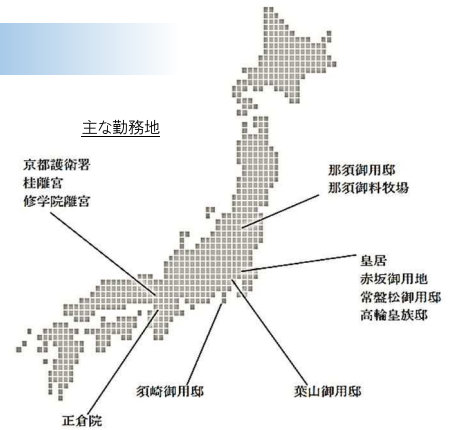 主な勤務地
京都護衛署
桂離宮
修学院離宮
那須御用邸
那須御料牧場
皇居
赤坂御用地
常盤松御用邸
高輪皇族邸
須崎御用邸
葉山御用邸
正倉院